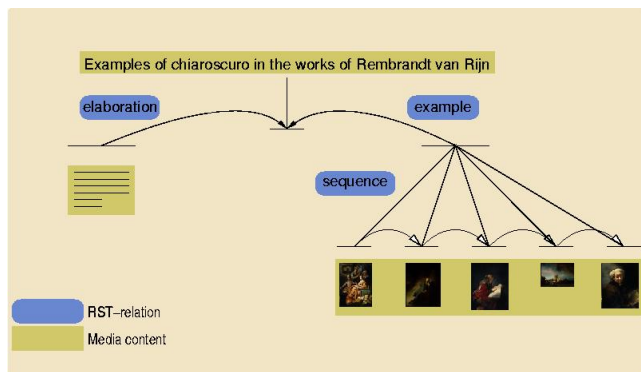 Examples of chiaroscuro in the works of Rembrandt van Rijn
elaboration
example
sequence
RST–relation
Media content